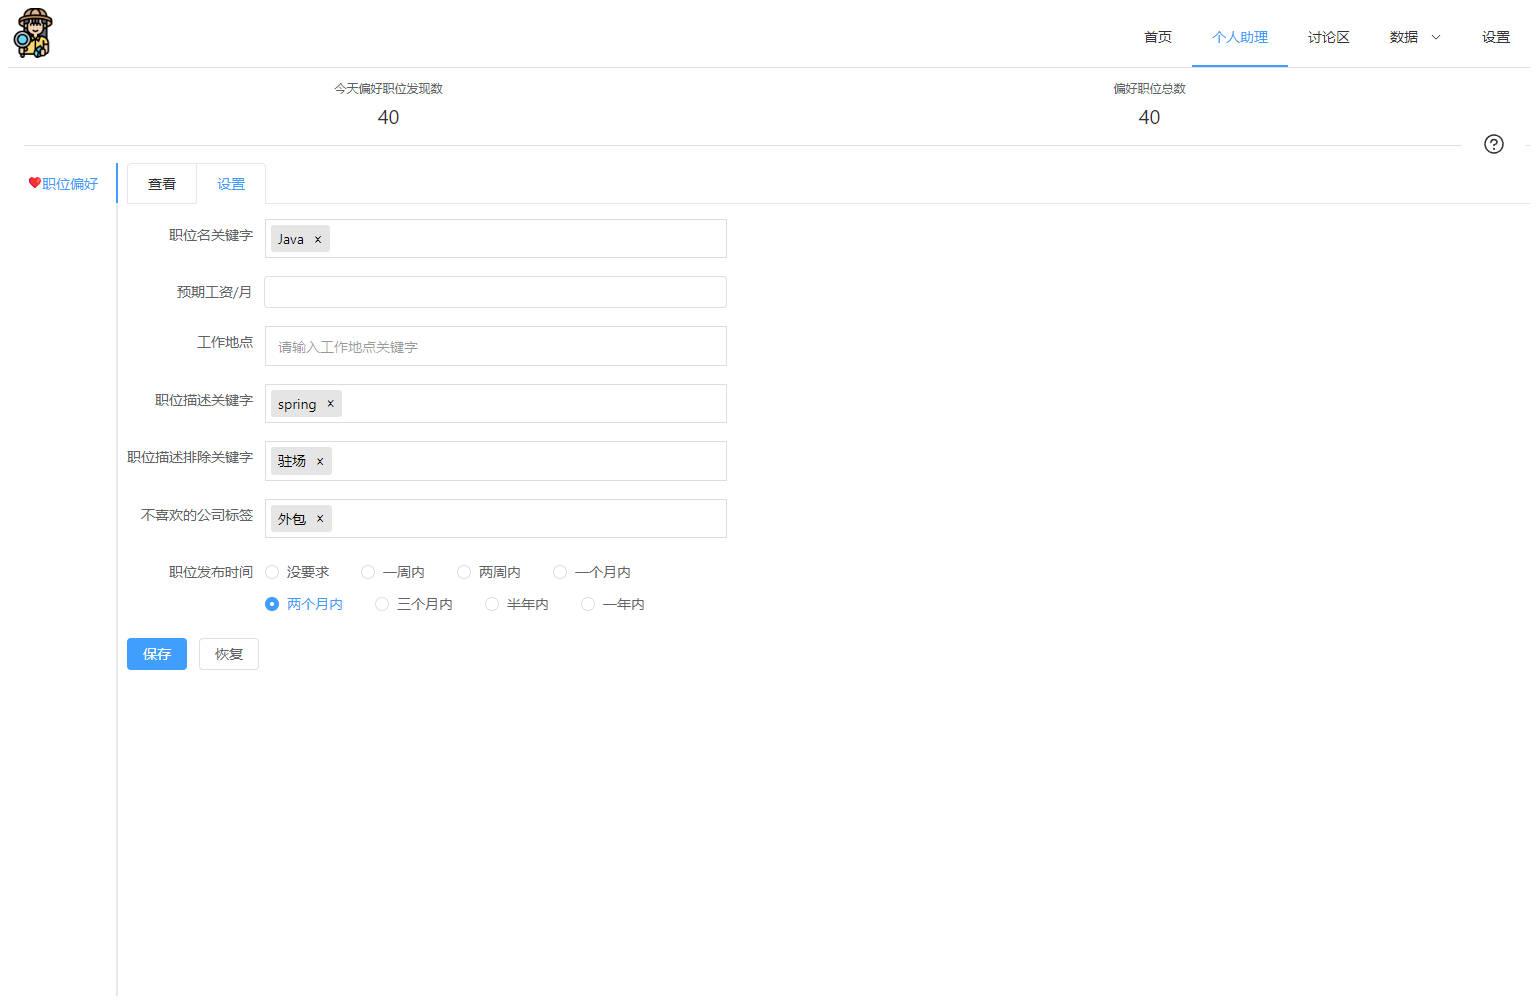 首页 个人助理 讨论区 数据 设置
今天偏好职位发现数 偏好职位总数
40 40
职位偏好 查看 设置
职位名关键字 Java x
预期工资/月
工作地点 请输入工作地点关键字
职位描述关键字 spring x
职位描述排除关键字 驻场 x
不喜欢的公司标签 外包 x
职位发布时间 没要求 一周内 两周内 一个月内
两个月内 三个月内 半年内 一年内
保存 恢复